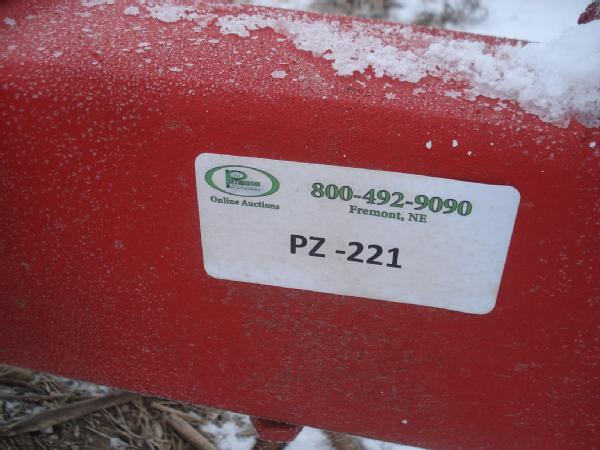 Online Auctions
800-492-9090
Fremont, NE
PZ -221